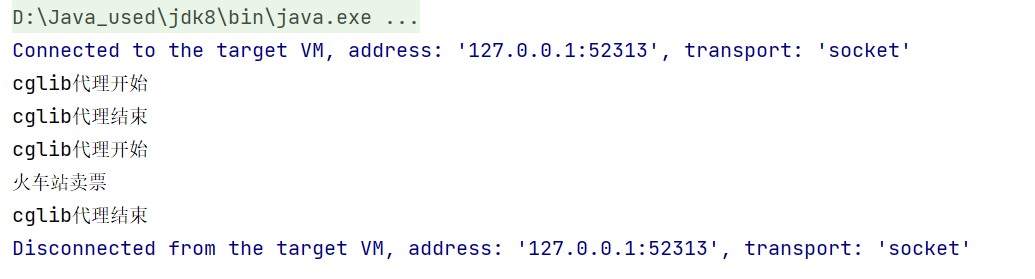 D:\Java_used\jdk8\bin\java.exe ...
Connected to the target VM, address: '127.0.0.1:52313', transport: 'socket'
cglib代理开始
cglib代理结束
cglib代理开始
火车站卖票
cglib代理结束
Disconnected from the target VM, address: '127.0.0.1:52313', transport: 'socket'